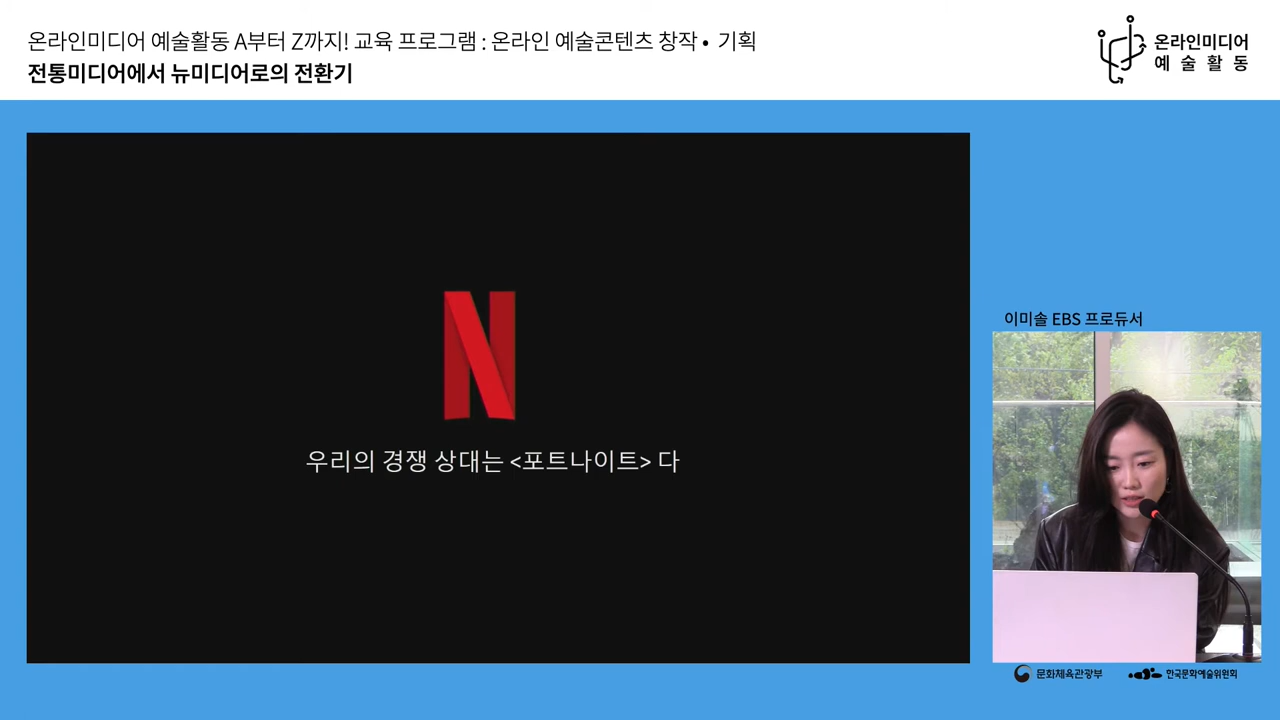 온라인미디어 예술활동 A부터 Z까지! 교육 프로그램 : 온라인 예술콘텐츠 창작 • 기획
전통미디어에서 뉴미디어로의 전환기
온라인미디어
예 술 활 동
N
우리의 경쟁 상대는 <포트나이트> 다
이미솔 EBS 프로듀서
문화체육관광부
한국문화예술위원회